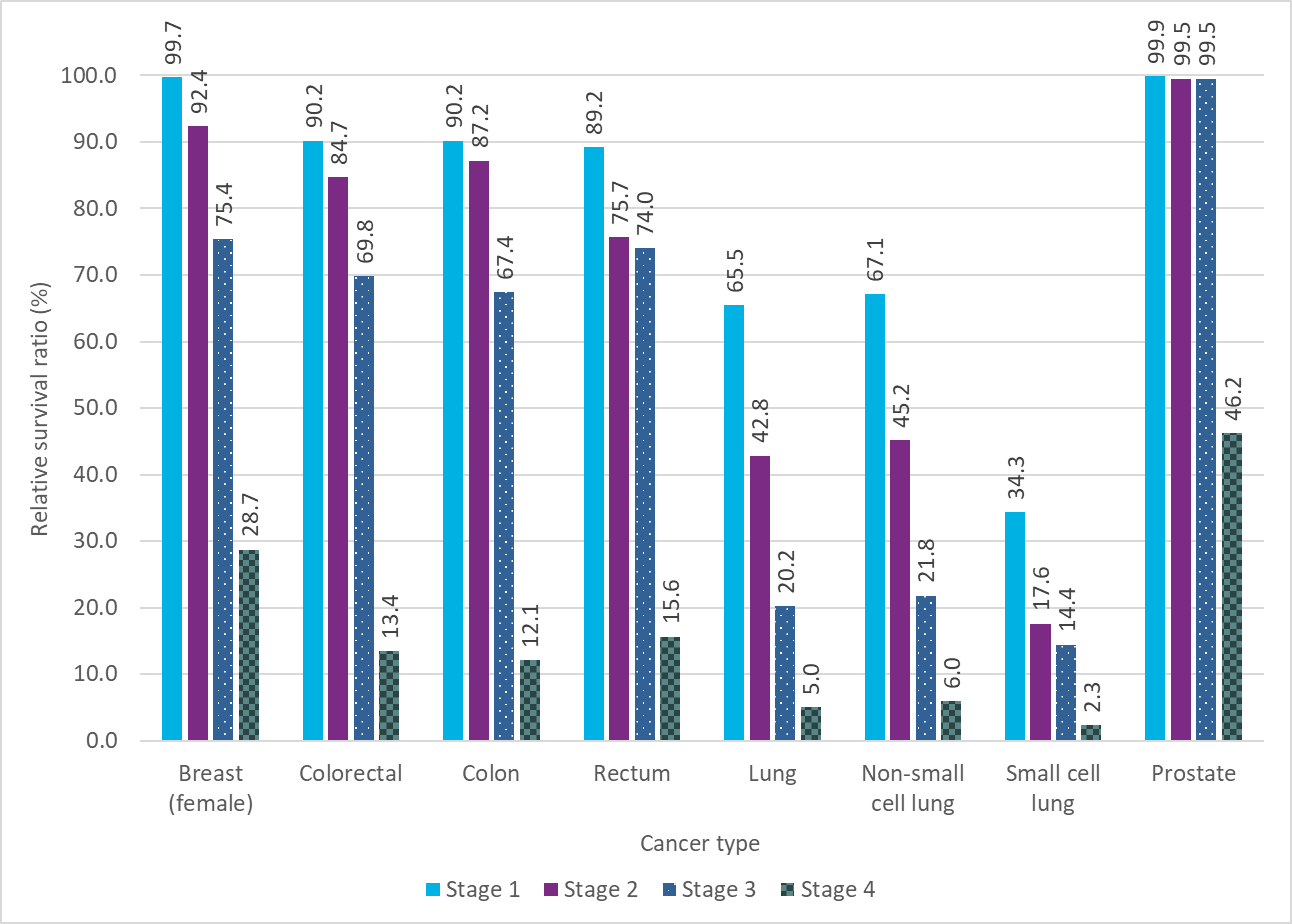 99.7
92.4
75.4
28.7
90.2
84.7
69.8
13.4
90.2
87.2
67.4
12.1
89.2
75.7
74.0
15.6
65.5
42.8
20.2
5.0
67.1
45.2
21.8
6.0
34.3
17.6
14.4
2.3
99.9
99.5
99.5
46.2
100.0
90.0
80.0
70.0
60.0
50.0
40.0
30.0
20.0
10.0
0.0
Relative survival ratio (%)
Breast
(female)
Colorectal
Colon
Rectum
Lung
Non-small
cell lung
Small cell
lung
Prostate
Cancer type
Stage 1
Stage 2
Stage 3
Stage 4